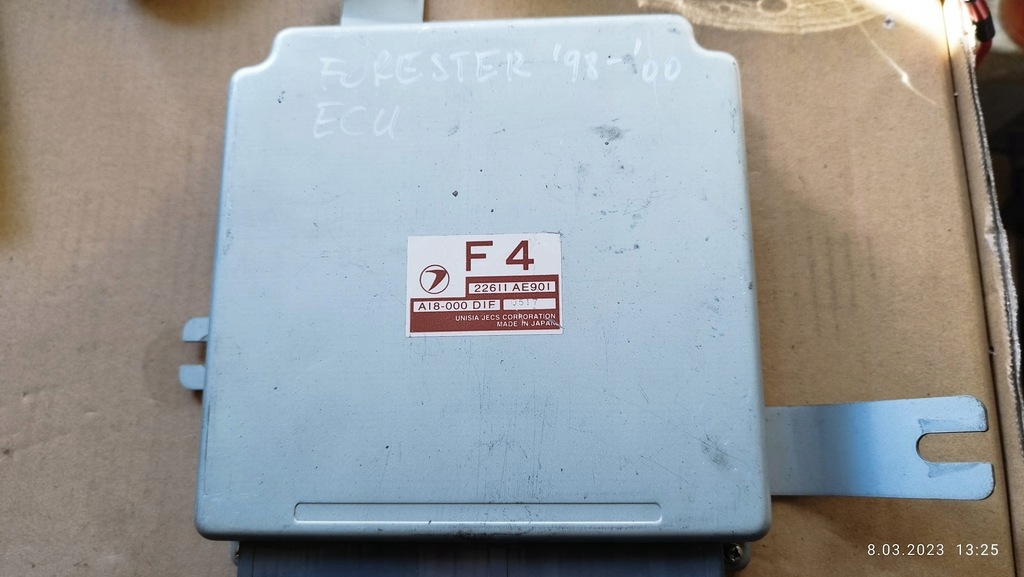 FORESTER '98-'00
ECU
F4
22611 AE901
A18-000 D1F
UNISIA JECS CORPORATION
MADE IN JAPAN
8.03.2023 13:25